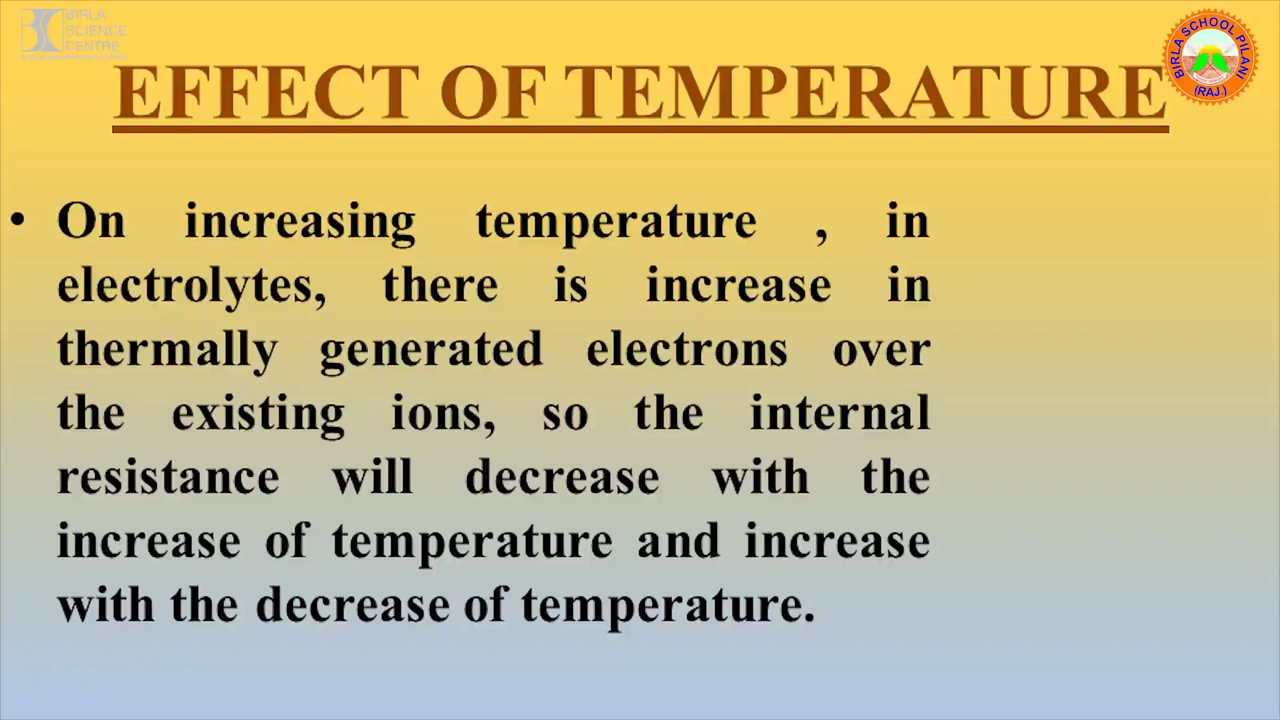 BIRLA
SCIENCE
CENTRE
BIRLA SCHOOL PILANI
(RAJ.)
EFFECT OF TEMPERATURE
• On increasing temperature , in
electrolytes, there is increase in
thermally generated electrons over
the existing ions, so the internal
resistance will decrease with the
increase of temperature and increase
with the decrease of temperature.